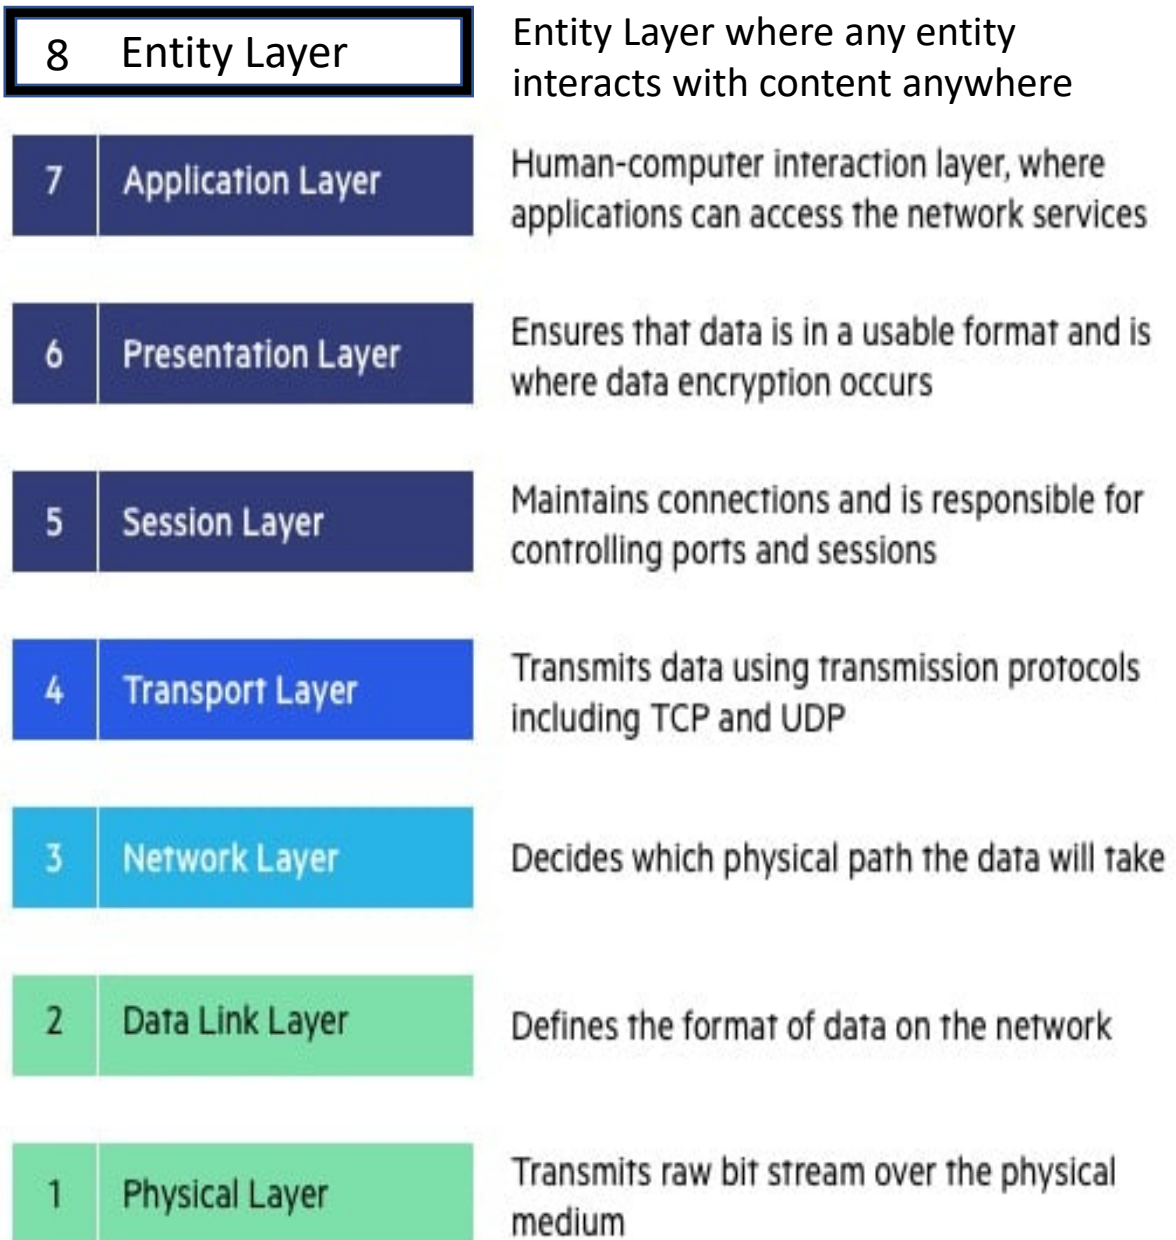 8 Entity Layer
Entity Layer where any entity
interacts with content anywhere
7 Application Layer
Human-computer interaction layer, where
applications can access the network services
6 Presentation Layer
Ensures that data is in a usable format and is
where data encryption occurs
5 Session Layer
Maintains connections and is responsible for
controlling ports and sessions
4 Transport Layer
Transmits data using transmission protocols
including TCP and UDP
3 Network Layer
Decides which physical path the data will take
2 Data Link Layer
Defines the format of data on the network
1 Physical Layer
Transmits raw bit stream over the physical
medium